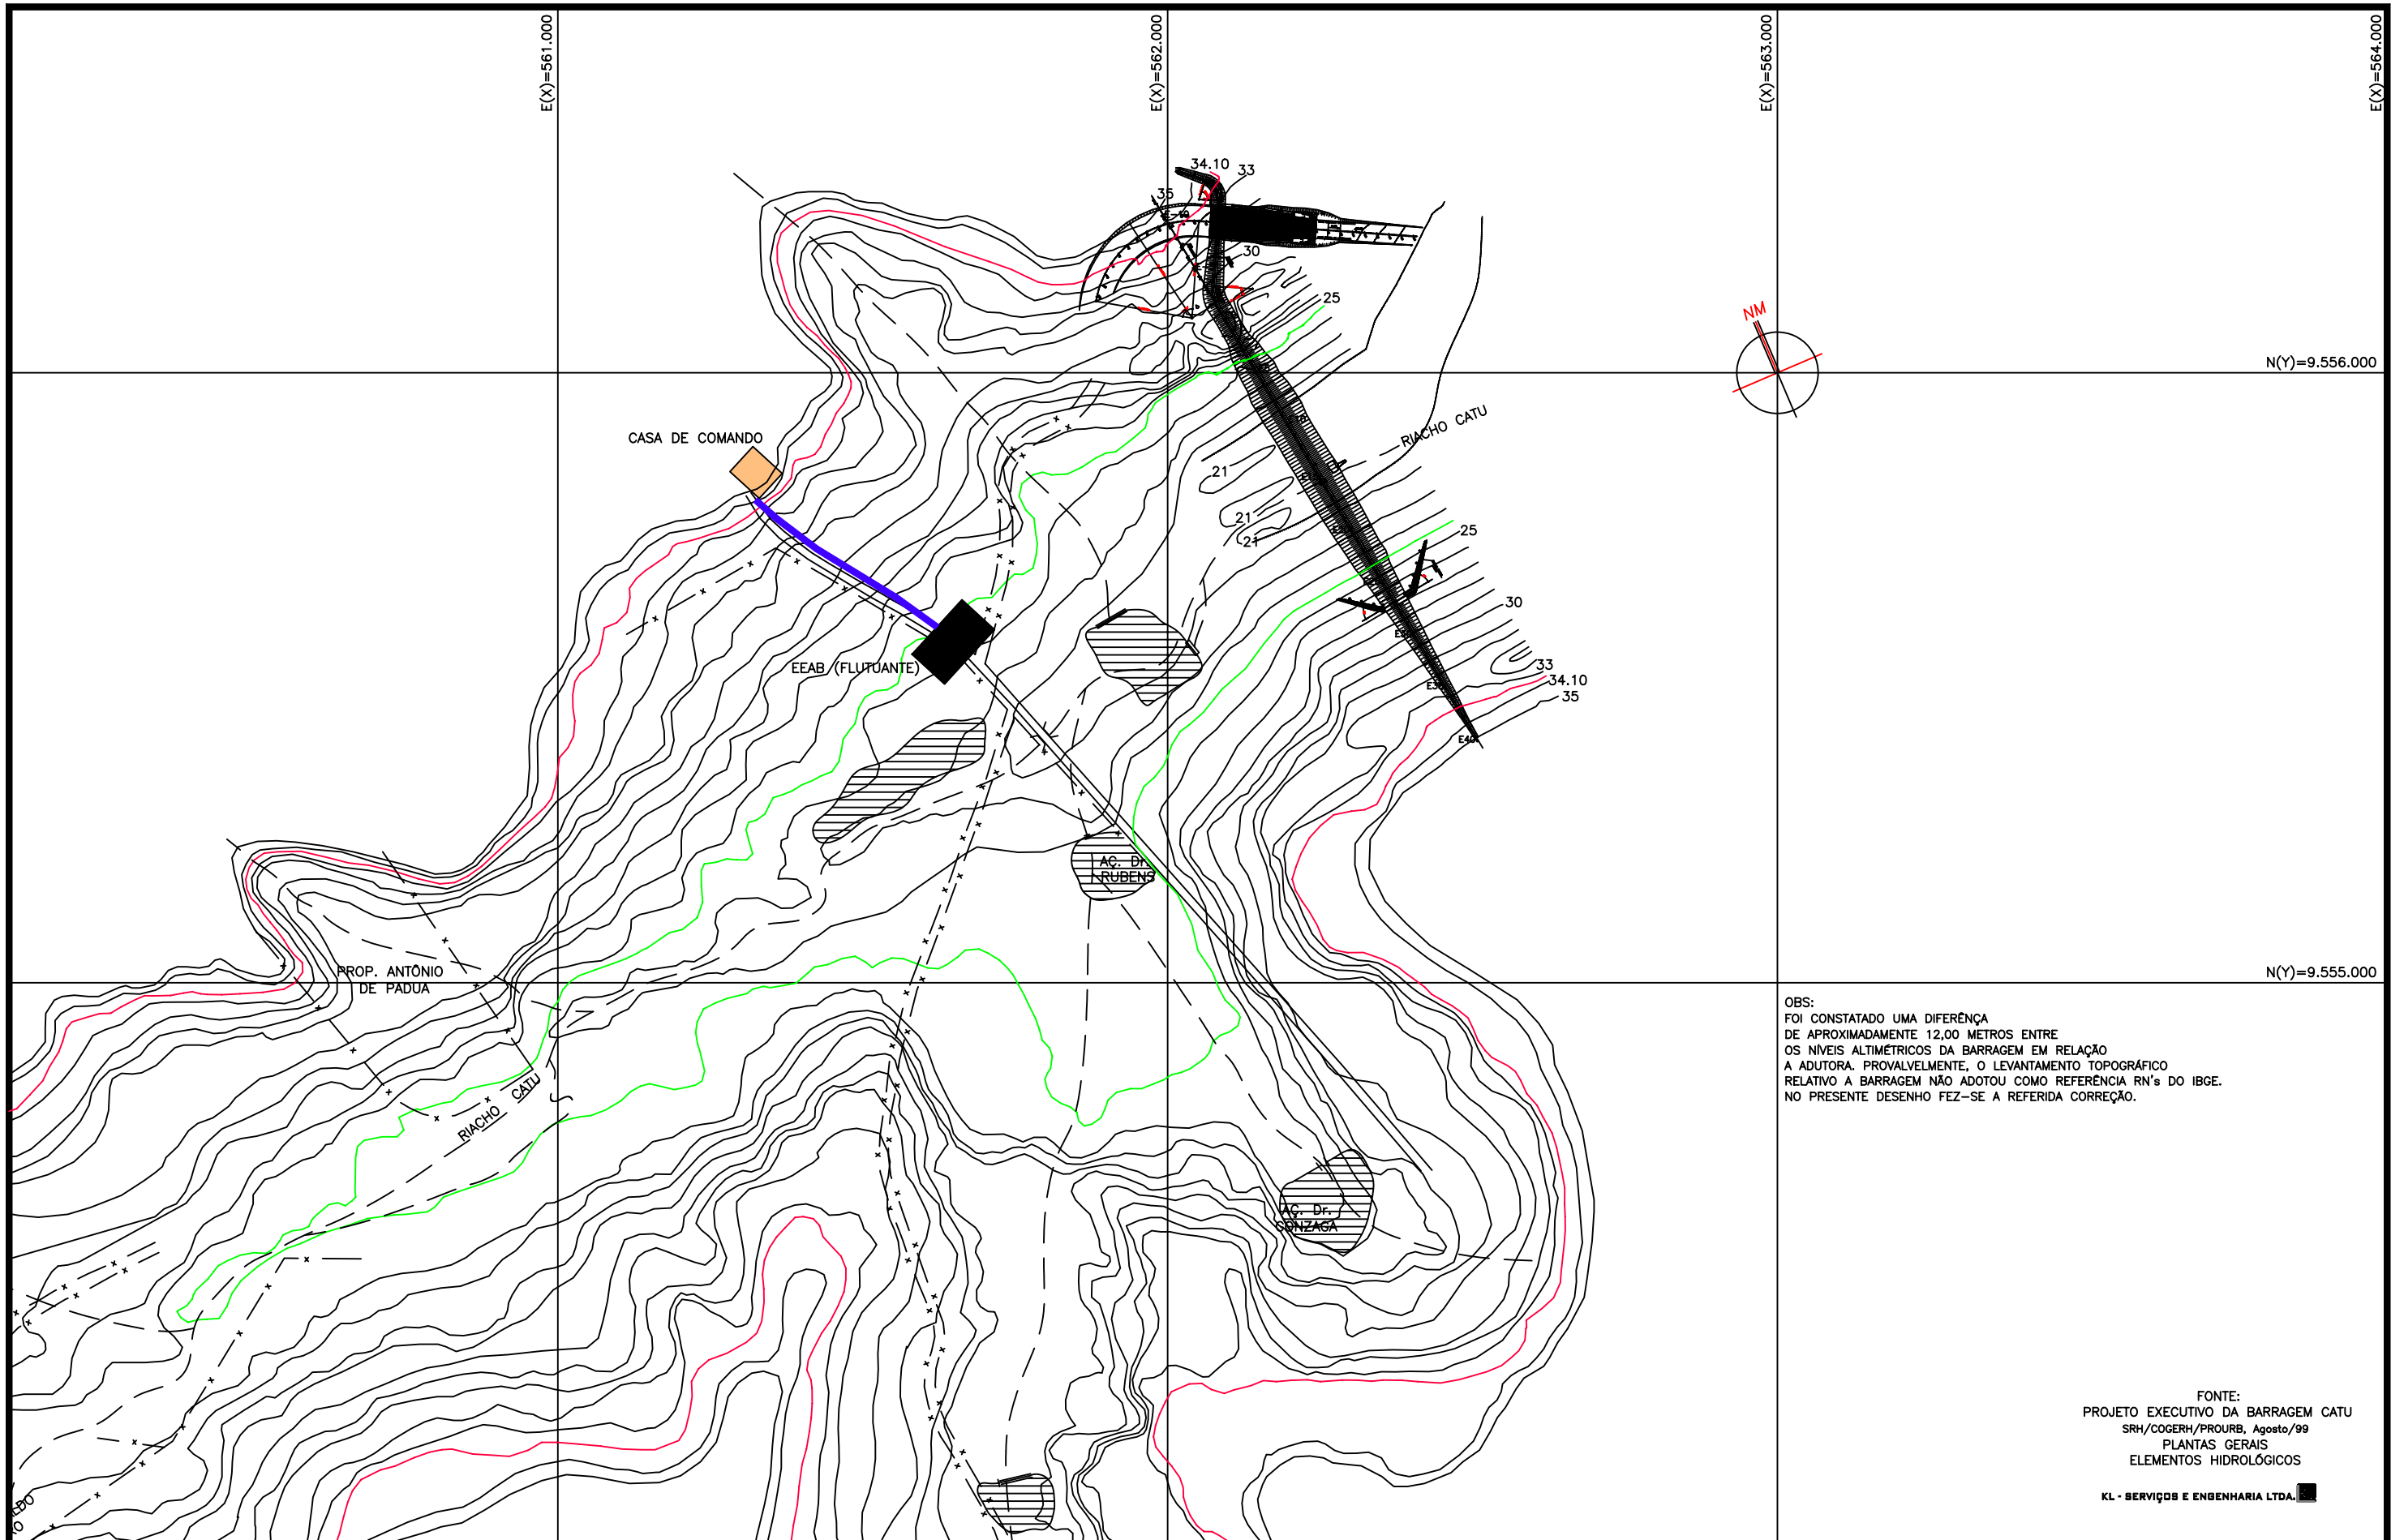 E(X)=561.000
E(X)=562.000
E(X)=563.000
E(X)=564.000
34.10
33
35
30
25
NM
N(Y)=9.556.000
CASA DE COMANDO
RIACHO CATU
21
21
21
25
30
EEAB (FLUTUANTE)
33
34.10
35
E40
AÇ. Dr.
RUBENS
PROP. ANTÔNIO
DE PADUA
N(Y)=9.555.000
OBS:
FOI CONSTATADO UMA DIFERÊNÇA
DE APROXIMADAMENTE 12,00 METROS ENTRE
OS NÍVEIS ALTIMÉTRICOS DA BARRAGEM EM RELAÇÃO
A ADUTORA. PROVALVELMENTE, O LEVANTAMENTO TOPOGRÁFICO
RELATIVO A BARRAGEM NÃO ADOTOU COMO REFERÊNCIA RN's DO IBGE.
NO PRESENTE DESENHO FEZ-SE A REFERIDA CORREÇÃO.
RIACHO CATU
AÇ. Dr.
GONZAGA
FONTE:
PROJETO EXECUTIVO DA BARRAGEM CATU
SRH/COGERH/PROURB, Agosto/99
PLANTAS GERAIS
ELEMENTOS HIDROLÓGICOS
KL - SERVIÇOS E ENGENHARIA LTDA.